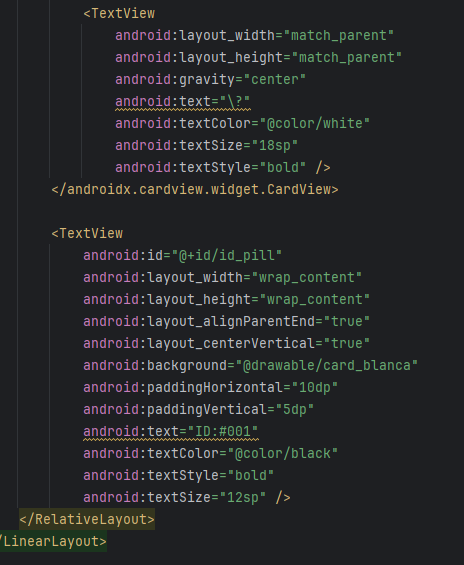 <TextView
android:layout_width="match_parent"
android:layout_height="match_parent"
android:gravity="center"
android:text="\?"
android:textColor="@color/white"
android:textSize="18sp"
android:textStyle="bold" />
</androidx.cardview.widget.CardView>
<TextView
android:id="@+id/id_pill"
android:layout_width="wrap_content"
android:layout_height="wrap_content"
android:layout_alignParentEnd="true"
android:layout_centerVertical="true"
android:background="@drawable/card_blanca"
android:paddingHorizontal="10dp"
android:paddingVertical="5dp"
android:text="ID:#001"
android:textColor="@color/black"
android:textStyle="bold"
android:textSize="12sp" />
</RelativeLayout>
/LinearLayout>